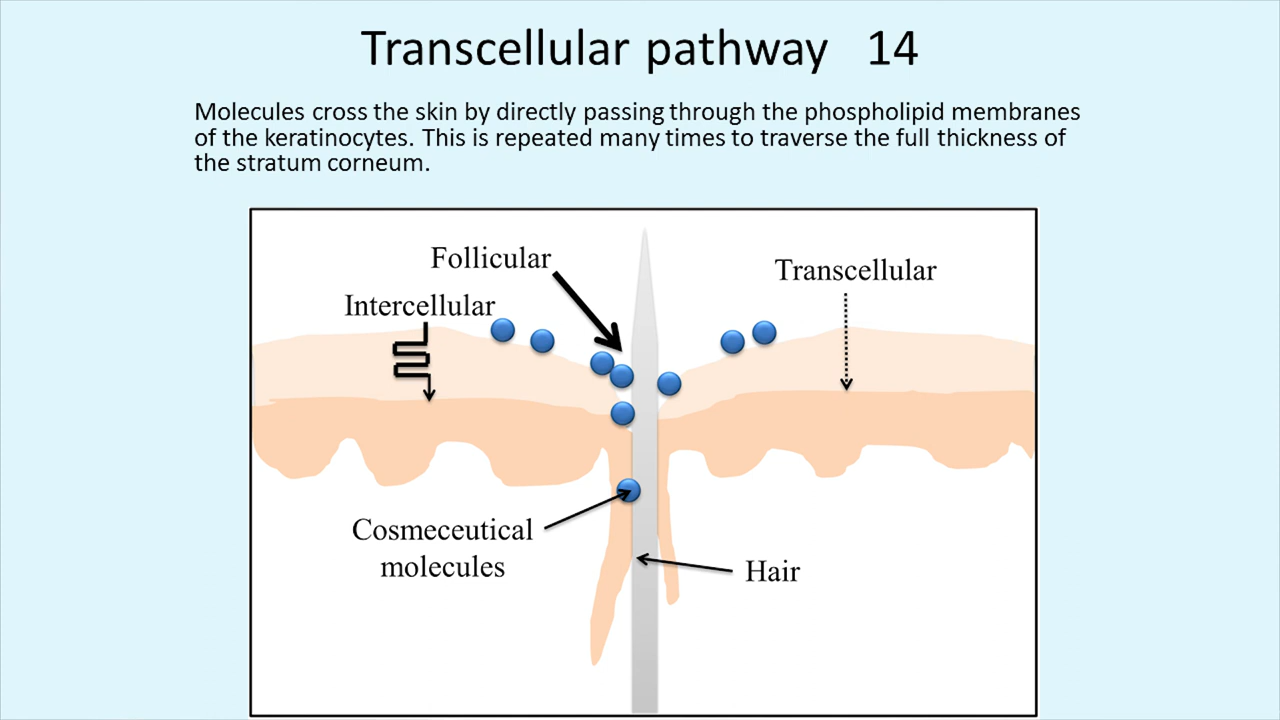 Transcellular pathway 14
Molecules cross the skin by directly passing through the phospholipid membranes
of the keratinocytes. This is repeated many times to traverse the full thickness of
the stratum corneum.
Follicular
Transcellular
Intercellular
Cosmeceutical
molecules
Hair